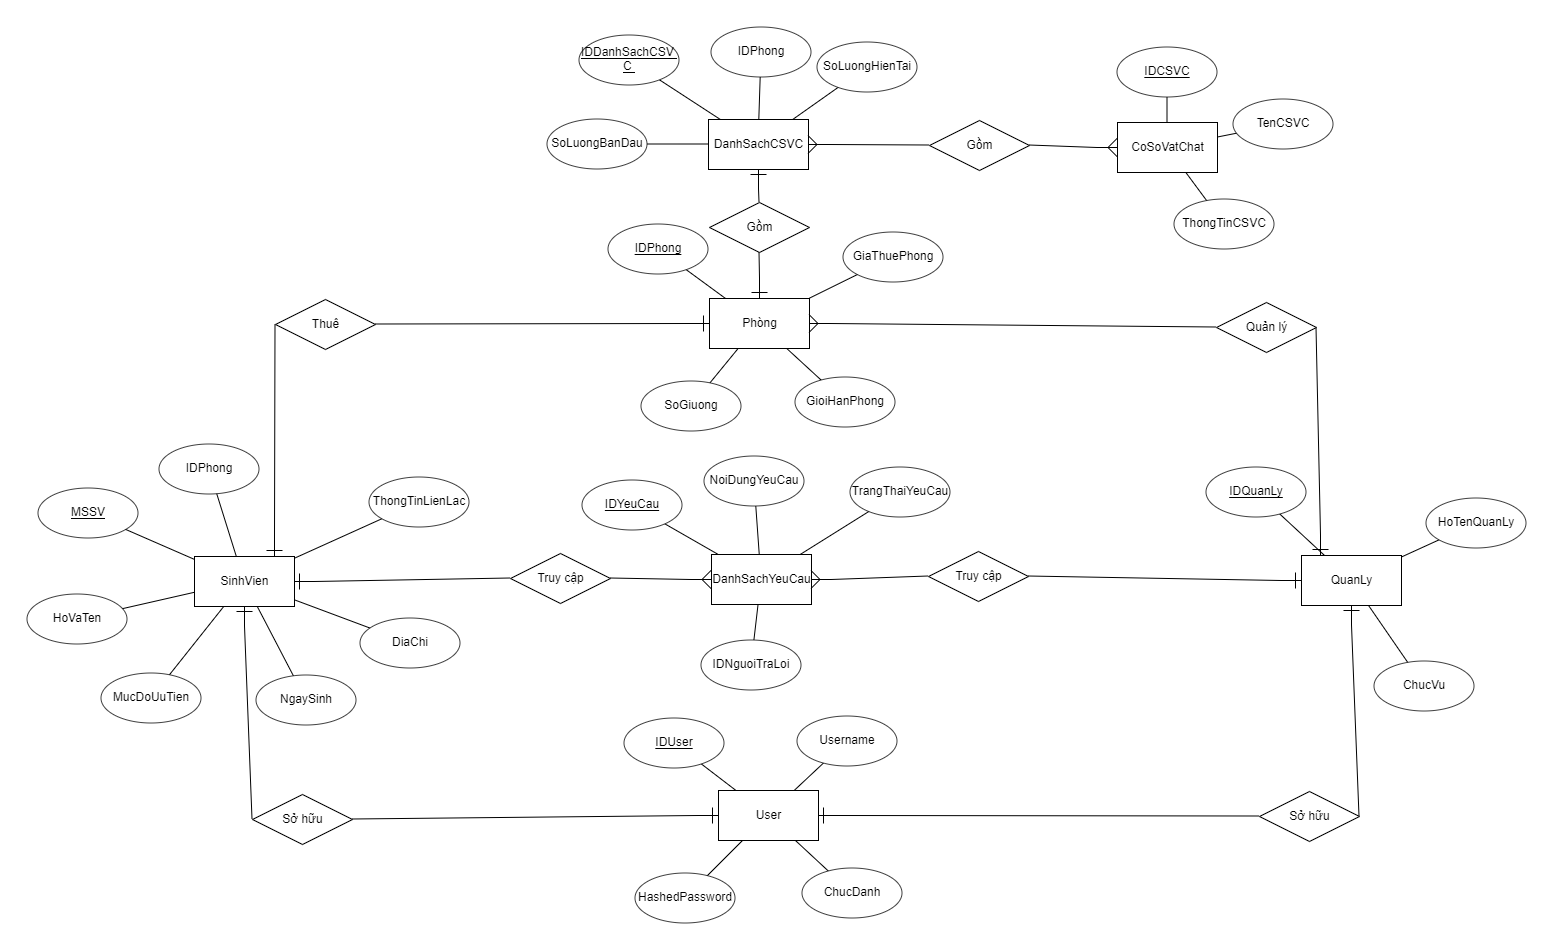 IDDanhSachCSV
C
IDPhong
SoLuongHienTai
IDCSVC
TenCSVC
SoLuongBanDau
DanhSachCSVC
Gồm
CoSoVatChat
ThongTinCSVC
Gồm
IDPhong
GiaThuePhong
Thuê
Phòng
Quản lý
SoGiuong
GioiHanPhong
IDPhong
NoiDungYeuCau
ThongTinLienLac
MSSV
IDYeuCau
TrangThaiYeuCau
IDQuanLy
HoTenQuanLy
SinhVien
Truy cập
DanhSachYeuCau
Truy cập
QuanLy
HoVaTen
DiaChi
IDNguoiTraLoi
MucDoUuTien
NgaySinh
ChucVu
IDUser
Username
Sở hữu
User
Sở hữu
HashedPassword
ChucDanh